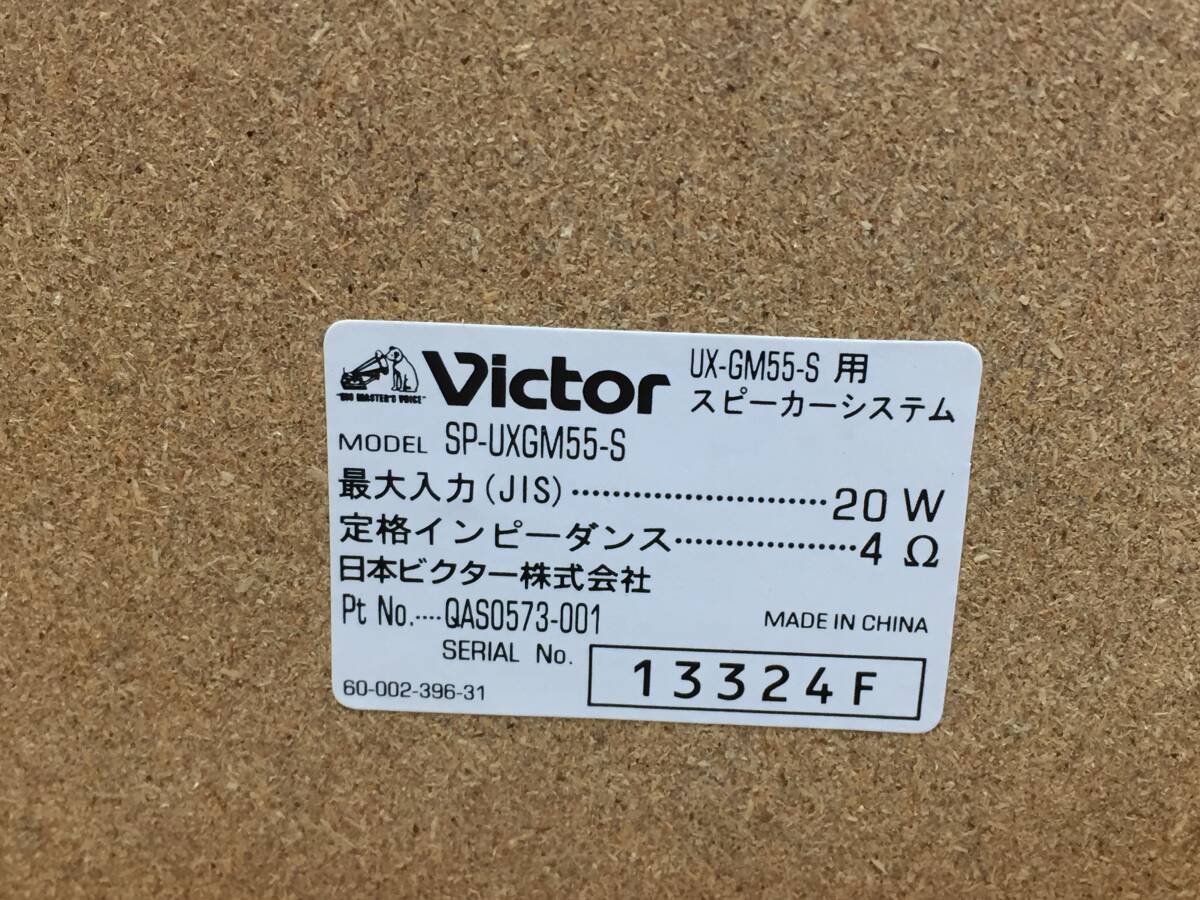 "HIS MASTER'S VOICE"
Victor
UX-GM55-S 用
スピーカーシステム
MODEL SP-UXGM55-S
最大入力(JIS)························20 W
定格インピーダンス·················4 Ω
日本ビクター株式会社
Pt No.····QAS0573-001
MADE IN CHINA
SERIAL No.
13324F
60-002-396-31